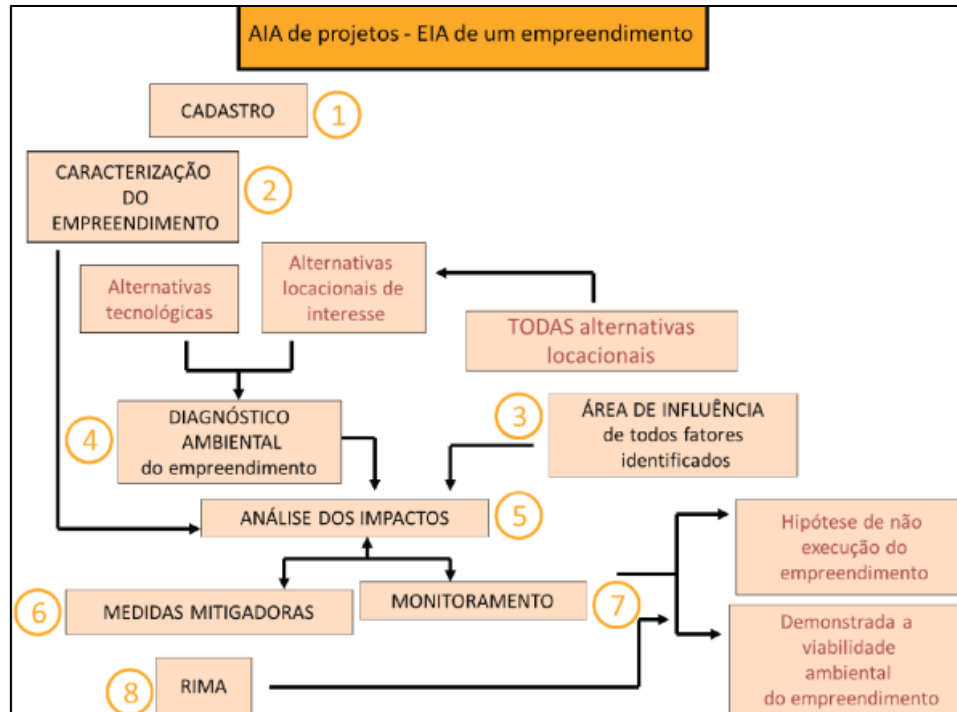 AIA de projetos - EIA de um empreendimento
CADASTRO
1
CARACTERIZAÇÃO
DO
EMPREENDIMENTO
2
Alternativas
tecnológicas
Alternativas
locacionais de
interesse
TODAS alternativas
locacionais
4
DIAGNÓSTICO
AMBIENTAL
do empreendimento
3
ÁREA DE INFLUÊNCIA
de todos fatores
identificados
ANÁLISE DOS IMPACTOS
5
Hipótese de não
execução do
empreendimento
6
MEDIDAS MITIGADORAS
MONITORAMENTO
7
Demonstrada a
viabilidade
ambiental
do empreendimento
8
RIMA